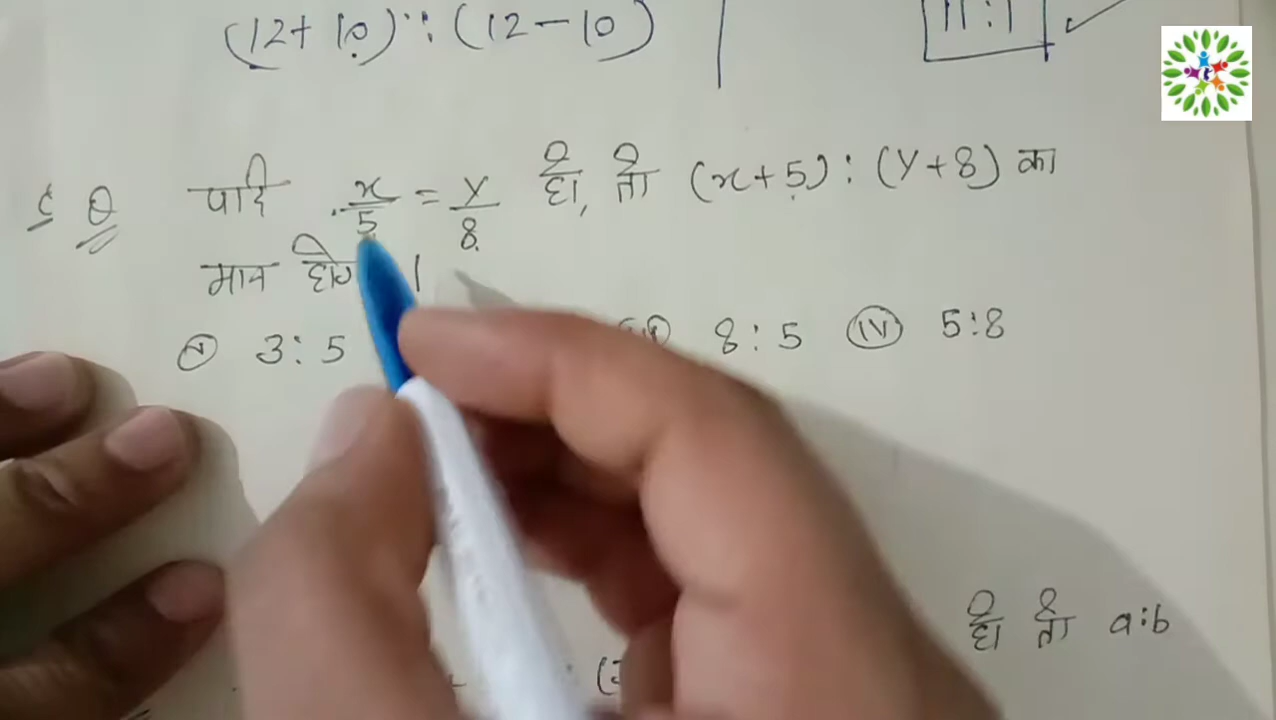 (12+10) : (12-10) 11:1
Q यदि x/5 = y/8 हो, तो (x+5) : (y+8) का
मान होगा ।
3:5 8:5 (iv) 5:8
हो तो a:b